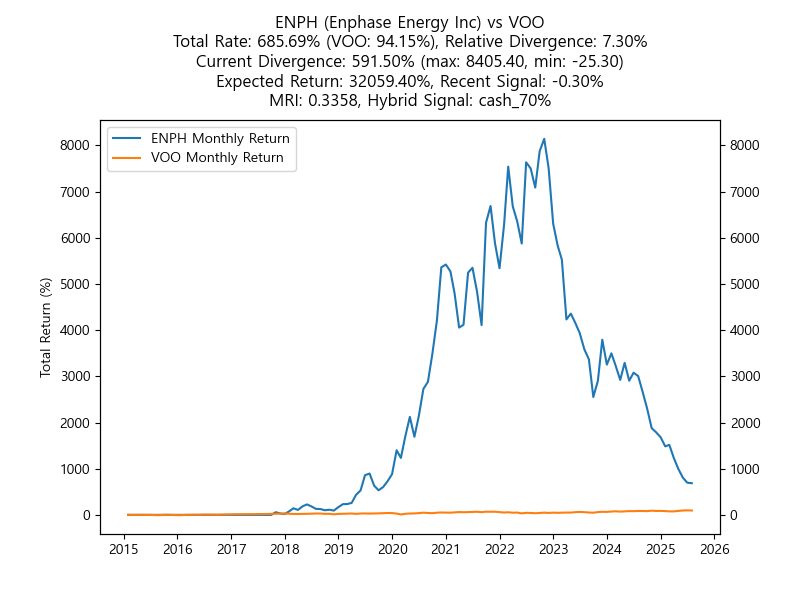 ENPH (Enphase Energy Inc) vs VOO
Total Rate: 685.69% (VOO: 94.15%), Relative Divergence: 7.30%
Current Divergence: 591.50% (max: 8405.40, min: -25.30)
Expected Return: 32059.40%, Recent Signal: -0.30%
MRI: 0.3358, Hybrid Signal: cash_70%
ENPH Monthly Return
VOO Monthly Return
Total Return (%)
8000
7000
6000
5000
4000
3000
2000
1000
0
8000
7000
6000
5000
4000
3000
2000
1000
0
2015 2016 2017 2018 2019 2020 2021 2022 2023 2024 2025 2026